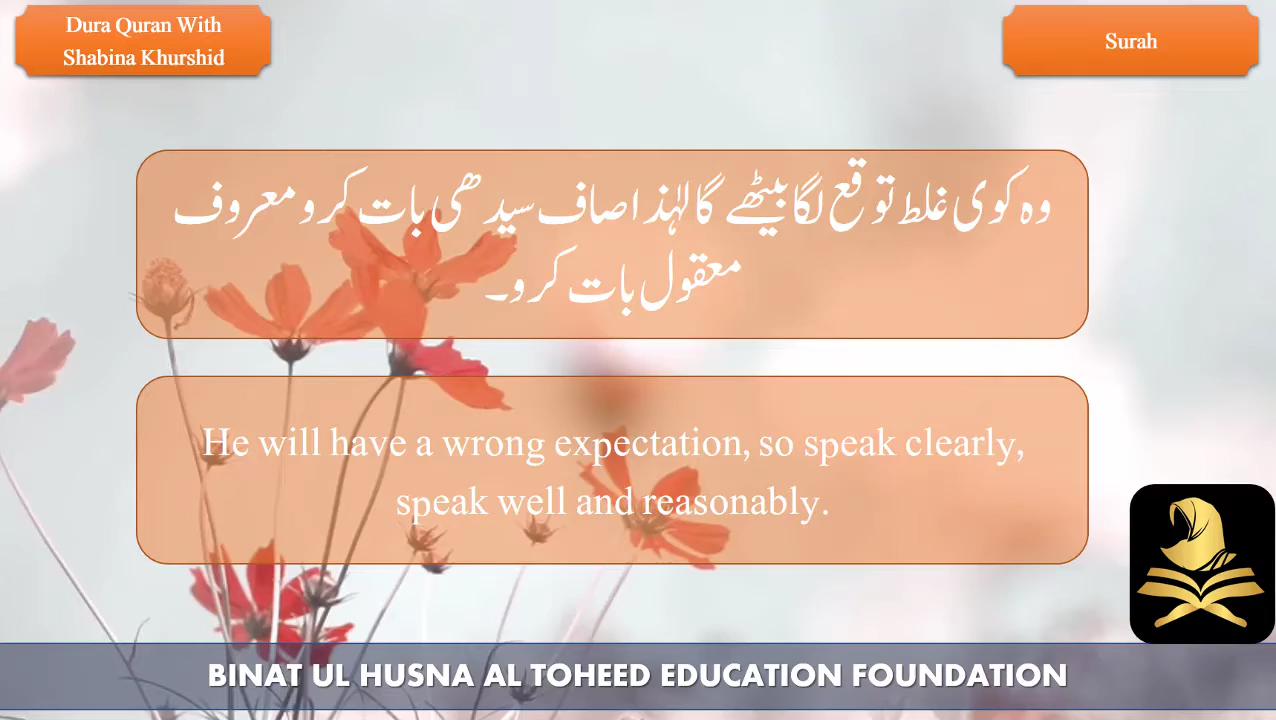 Dura Quran With
Shabina Khurshid
Surah
وہ کوی غلط توقع لگا بیٹھے گا لہٰذا صاف سیدھی بات کرو معروف
معقول بات کرو۔
He will have a wrong expectation, so speak clearly,
speak well and reasonably.
BINAT UL HUSNA AL TOHEED EDUCATION FOUNDATION